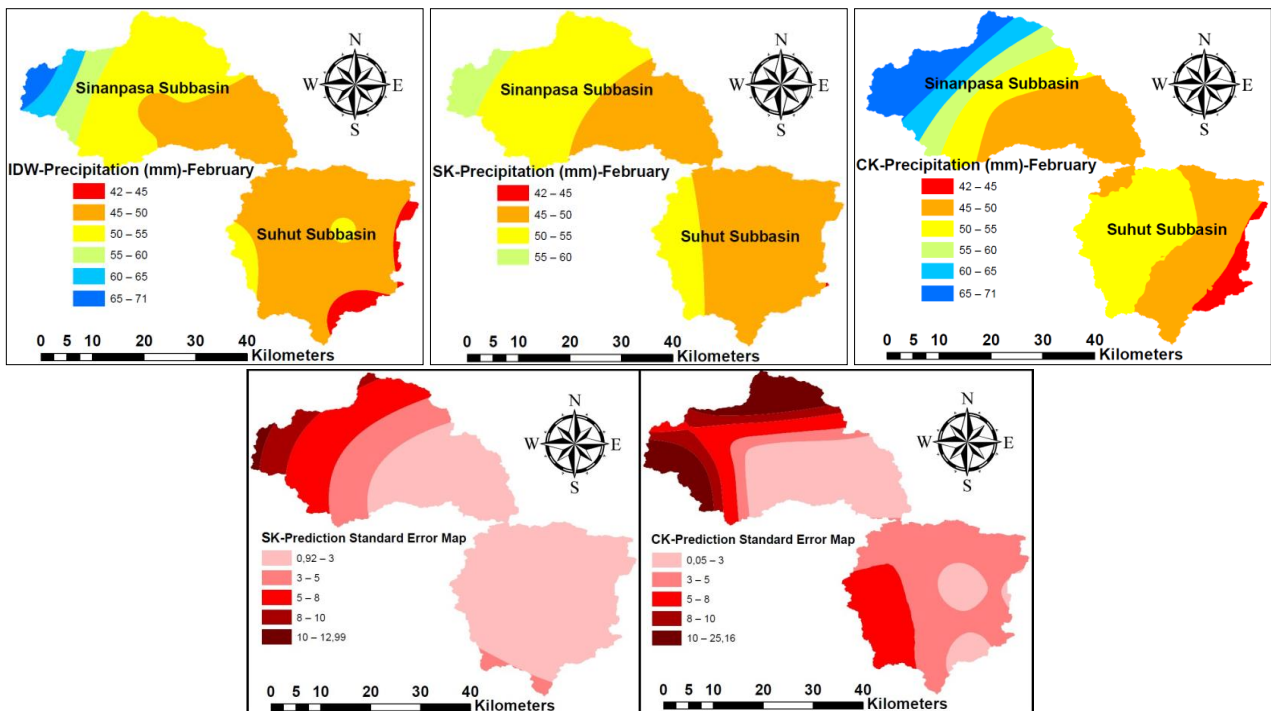 N
W E
S
Sinanpasa Subbasin
IDW-Precipitation (mm)-February
42 – 45
45 – 50
50 – 55
55 – 60
60 – 65
65 – 71
Suhut Subbasin
0 5 10 20 30 40
Kilometers
N
W E
S
Sinanpasa Subbasin
SK-Precipitation (mm)-February
42 – 45
45 – 50
50 – 55
55 – 60
Suhut Subbasin
0 5 10 20 30 40
Kilometers
N
W E
S
Sinanpasa Subbasin
CK-Precipitation (mm)-February
42 – 45
45 – 50
50 – 55
55 – 60
60 – 65
65 – 71
Suhut Subbasin
0 5 10 20 30 40
Kilometers
N
W E
S
SK-Prediction Standard Error Map
0,92 – 3
3 – 5
5 – 8
8 – 10
10 – 12,99
0 5 10 20 30 40
Kilometers
N
W E
S
CK-Prediction Standard Error Map
0,05 – 3
3 – 5
5 – 8
8 – 10
10 – 25,16
0 5 10 20 30 40
Kilometers